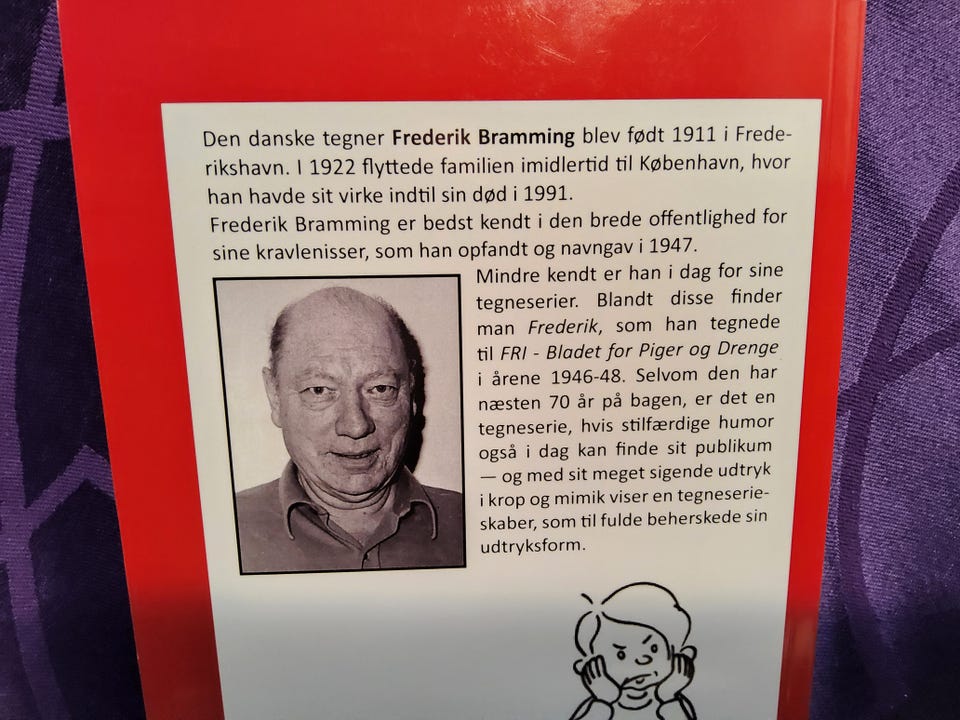 Den danske tegner Frederik Bramming blev født 1911 i Frede-
rikshavn. I 1922 flyttede familien imidlertid til København, hvor
han havde sit virke indtil sin død i 1991.
Frederik Bramming er bedst kendt i den brede offentlighed for
sine kravlenisser, som han opfandt og navngav i 1947.
Mindre kendt er han i dag for sine
tegneserier. Blandt disse finder
man Frederik, som han tegnede
til FRI - Bladet for Piger og Drenge
i årene 1946-48. Selvom den har
næsten 70 år på bagen, er det en
tegneserie, hvis stilfærdige humor
også i dag kan finde sit publikum
— og med sit meget sigende udtryk
i krop og mimik viser en tegneserie-
skaber, som til fulde beherskede sin
udtryksform.